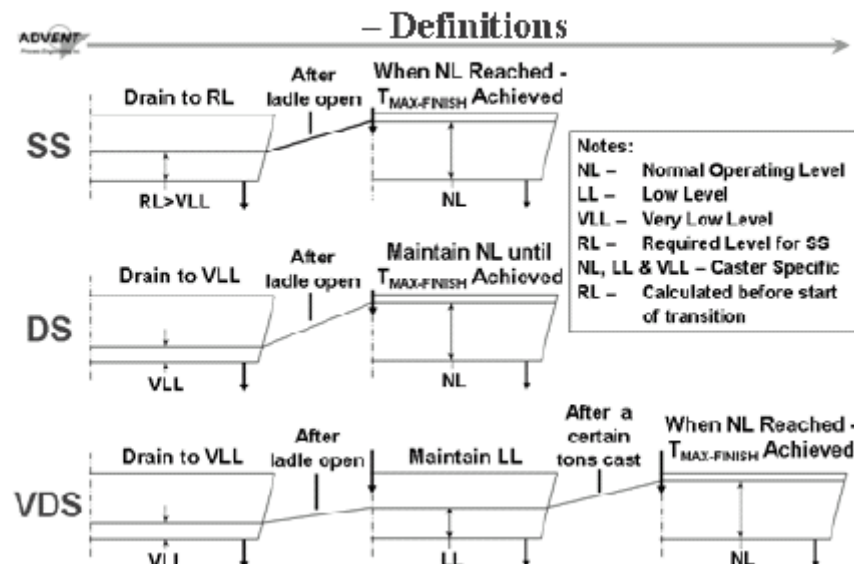 – Definitions
ADVENT
Process Engineering Inc
SS
Drain to RL
After
ladle open
When NL Reached -
TMAX-FINISH Achieved
RL>VLL
NL
Notes:
NL – Normal Operating Level
LL – Low Level
VLL – Very Low Level
RL – Required Level for SS
NL, LL & VLL – Caster Specific
RL – Calculated before start
of transition
DS
Drain to VLL
After
ladle open
Maintain NL until
TMAX-FINISH Achieved
VLL
NL
VDS
Drain to VLL
After
ladle open
Maintain LL
After a
certain
tons cast
When NL Reached -
TMAX-FINISH Achieved
VLL
LL
NL